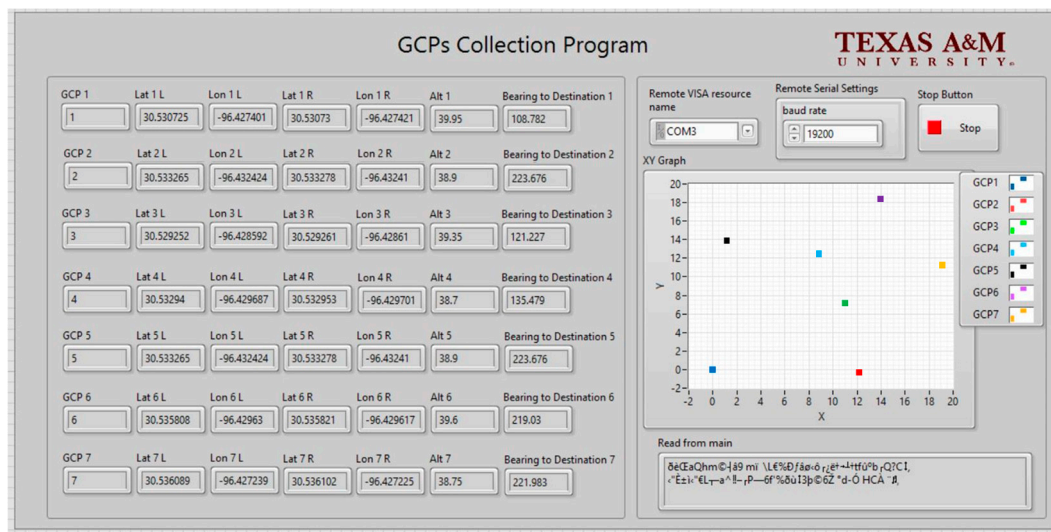 GCPs Collection Program
TEXAS A&M
UNIVERSITY®
GCP 1 Lat 1 L Lon 1 L Lat 1 R Lon 1 R Alt 1 Bearing to Destination 1
1 30.530725 -96.427401 30.53073 -96.427421 39.95 108.782
GCP 2 Lat 2 L Lon 2 L Lat 2 R Lon 2 R Alt 2 Bearing to Destination 2
2 30.533265 -96.432424 30.533278 -96.43241 38.9 223.676
GCP 3 Lat 3 L Lon 3 L Lat 3 R Lon 3 R Alt 3 Bearing to Destination 3
3 30.529252 -96.428592 30.529261 -96.42861 39.35 121.227
GCP 4 Lat 4 L Lon 4 L Lat 4 R Lon 4 R Alt 4 Bearing to Destination 4
4 30.53294 -96.429687 30.532953 -96.429701 38.7 135.479
GCP 5 Lat 5 L Lon 5 L Lat 5 R Lon 5 R Alt 5 Bearing to Destination 5
5 30.533265 -96.432424 30.533278 -96.43241 38.9 223.676
GCP 6 Lat 6 L Lon 6 L Lat 6 R Lon 6 R Alt 6 Bearing to Destination 6
6 30.535808 -96.42963 30.535821 -96.429617 39.6 219.03
GCP 7 Lat 7 L Lon 7 L Lat 7 R Lon 7 R Alt 7 Bearing to Destination 7
7 30.536089 -96.427239 30.536102 -96.427225 38.75 221.983
Remote VISA resource
name
COM3
Remote Serial Settings
baud rate
19200
Stop Button
Stop
XY Graph
20
18
16
14
12
10
8
6
4
2
0
-2
Y
-2 0 2 4 6 8 10 12 14 16 18 20
X
GCP1
GCP2
GCP3
GCP4
GCP5
GCP6
GCP7
Read from main